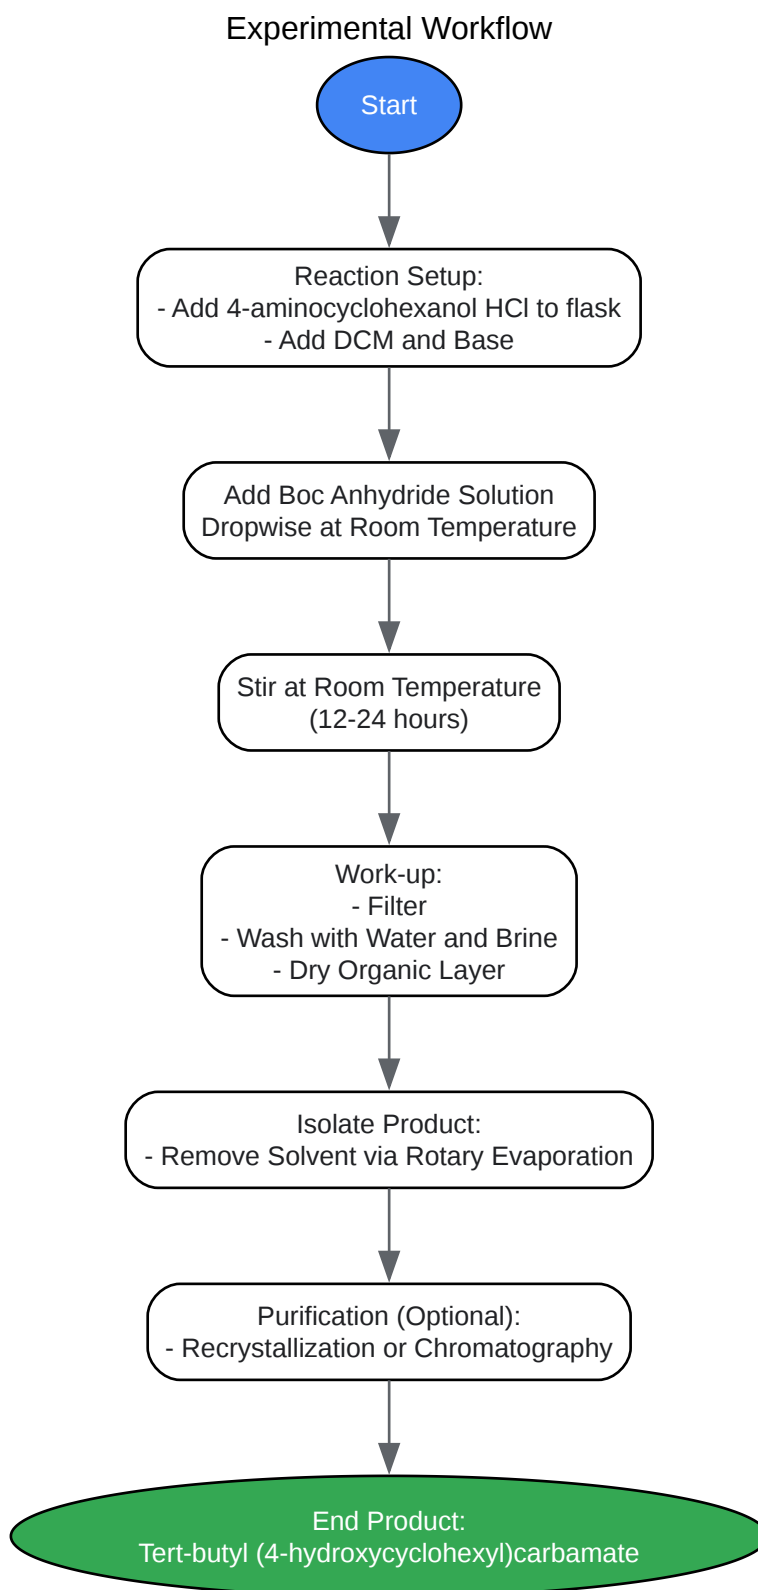 Experimental Workflow
Start
Reaction Setup:
- Add 4-aminocyclohexanol HCl to flask
- Add DCM and Base
Add Boc Anhydride Solution
Dropwise at Room Temperature
Stir at Room Temperature
(12-24 hours)
Work-up:
- Filter
- Wash with Water and Brine
- Dry Organic Layer
Isolate Product:
- Remove Solvent via Rotary Evaporation
Purification (Optional):
- Recrystallization or Chromatography
End Product:
Tert-butyl (4-hydroxycyclohexyl)carbamate